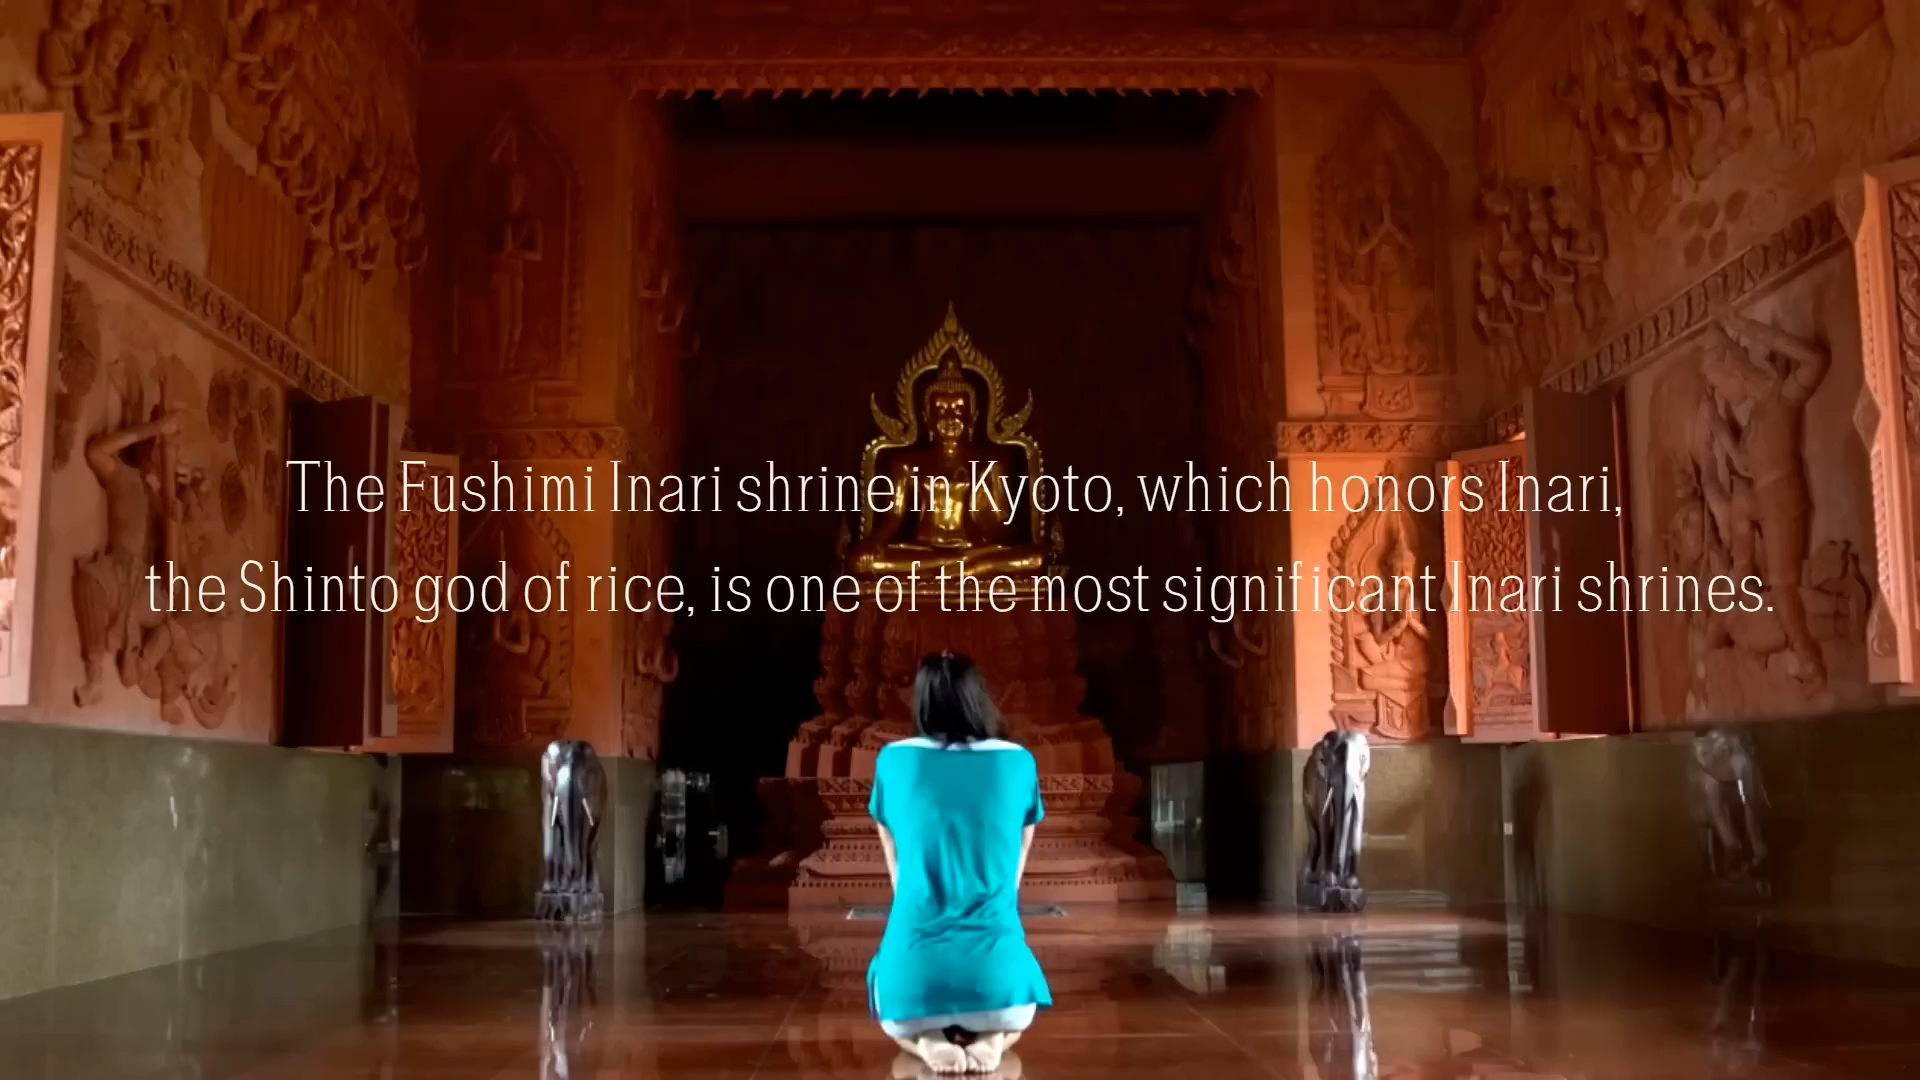 The Fushimi Inari shrine in Kyoto, which honors Inari,
the Shinto god of rice, is one of the most significant Inari shrines.